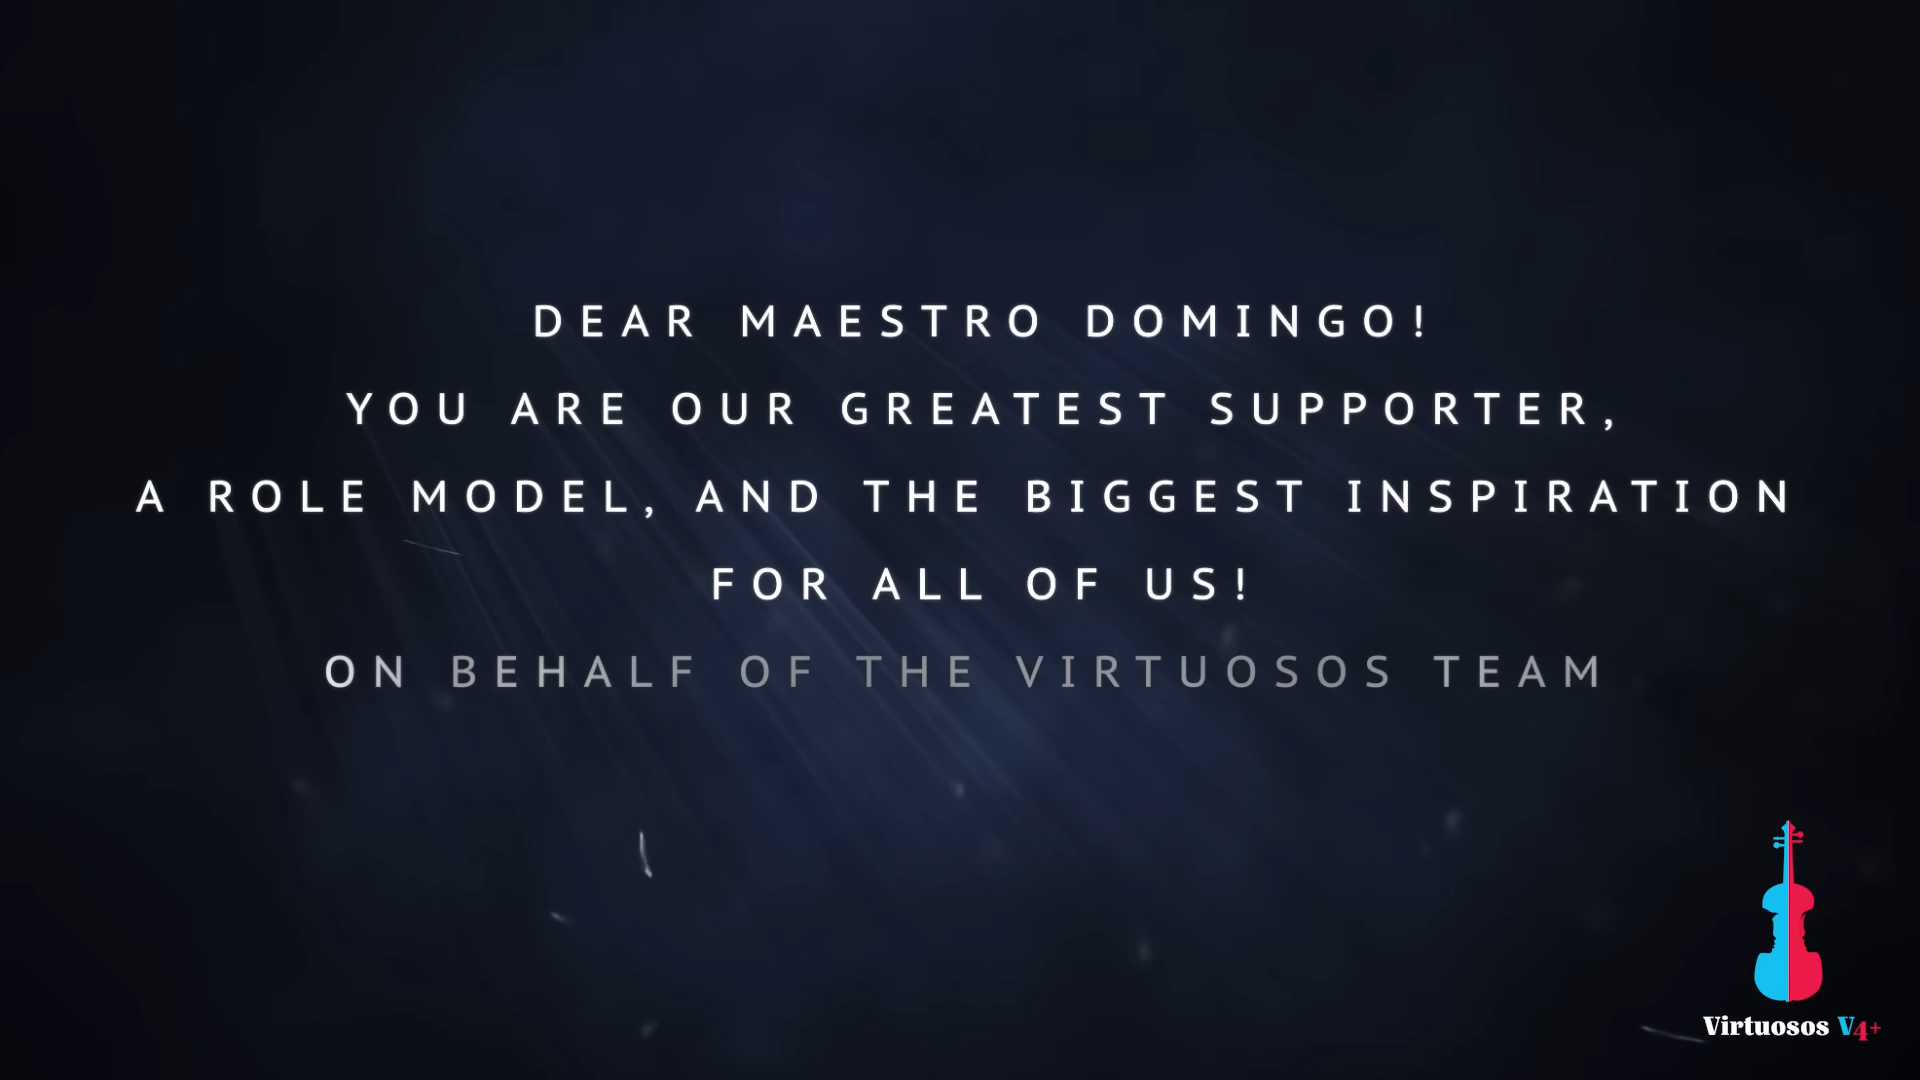 DEAR MAESTRO DOMINGO!
YOU ARE OUR GREATEST SUPPORTER,
A ROLE MODEL, AND THE BIGGEST INSPIRATION
FOR ALL OF US!
ON BEHALF OF THE VIRTUOSOS TEAM
Virtuosos V4+